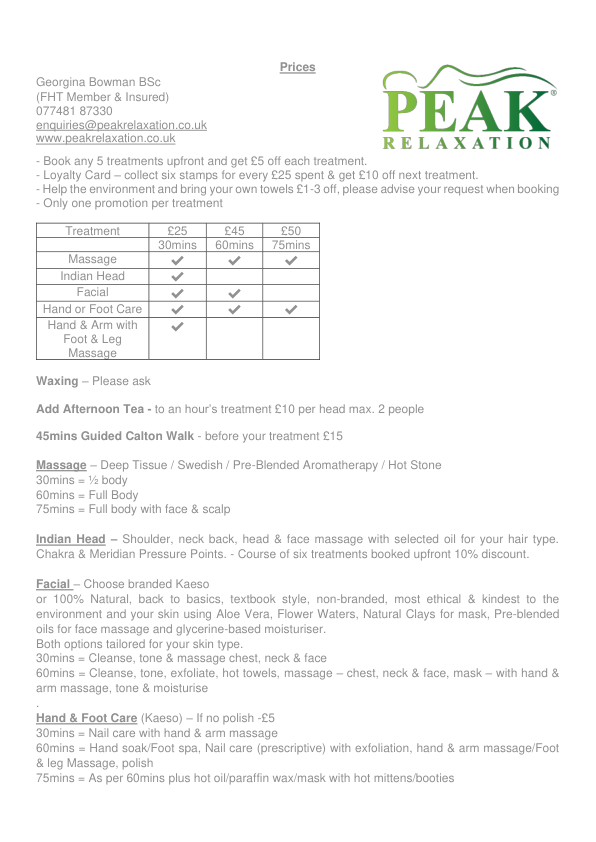 Prices
Georgina Bowman BSc
(FHT Member & Insured)
077481 87330
enquiries@peakrelaxation.co.uk
www.peakrelaxation.co.uk
PEAK®
RELAXATION
- Book any 5 treatments upfront and get £5 off each treatment.
- Loyalty Card – collect six stamps for every £25 spent & get £10 off next treatment.
- Help the environment and bring your own towels £1-3 off, please advise your request when booking
- Only one promotion per treatment
Treatment £25 £45 £50
30mins 60mins 75mins
Massage ✔ ✔ ✔
Indian Head ✔
Facial ✔ ✔
Hand or Foot Care ✔ ✔ ✔
Hand & Arm with ✔
Foot & Leg
Massage
Waxing – Please ask
Add Afternoon Tea - to an hour’s treatment £10 per head max. 2 people
45mins Guided Calton Walk - before your treatment £15
Massage – Deep Tissue / Swedish / Pre-Blended Aromatherapy / Hot Stone
30mins = ½ body
60mins = Full Body
75mins = Full body with face & scalp
Indian Head – Shoulder, neck back, head & face massage with selected oil for your hair type.
Chakra & Meridian Pressure Points. - Course of six treatments booked upfront 10% discount.
Facial – Choose branded Kaeso
or 100% Natural, back to basics, textbook style, non-branded, most ethical & kindest to the
environment and your skin using Aloe Vera, Flower Waters, Natural Clays for mask, Pre-blended
oils for face massage and glycerine-based moisturiser.
Both options tailored for your skin type.
30mins = Cleanse, tone & massage chest, neck & face
60mins = Cleanse, tone, exfoliate, hot towels, massage – chest, neck & face, mask – with hand &
arm massage, tone & moisturise
.
Hand & Foot Care (Kaeso) – If no polish -£5
30mins = Nail care with hand & arm massage
60mins = Hand soak/Foot spa, Nail care (prescriptive) with exfoliation, hand & arm massage/Foot
& leg Massage, polish
75mins = As per 60mins plus hot oil/paraffin wax/mask with hot mittens/booties